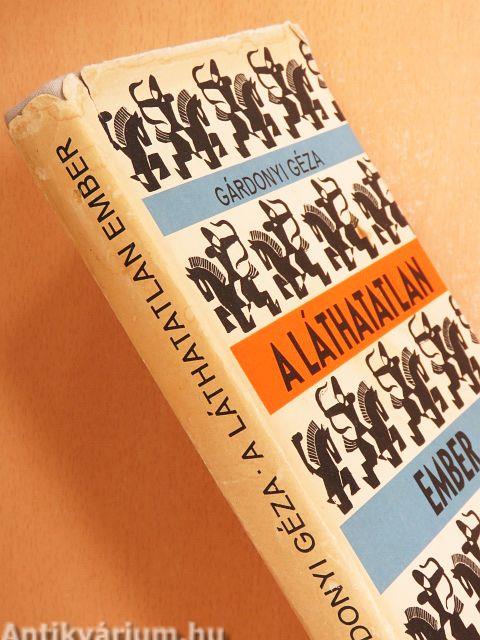 GÁRDONYI GÉZA
A LÁTHATATLAN
EMBER
DONYI GÉZA · A LÁTHATATLAN EMBER
Antikvárium.hu